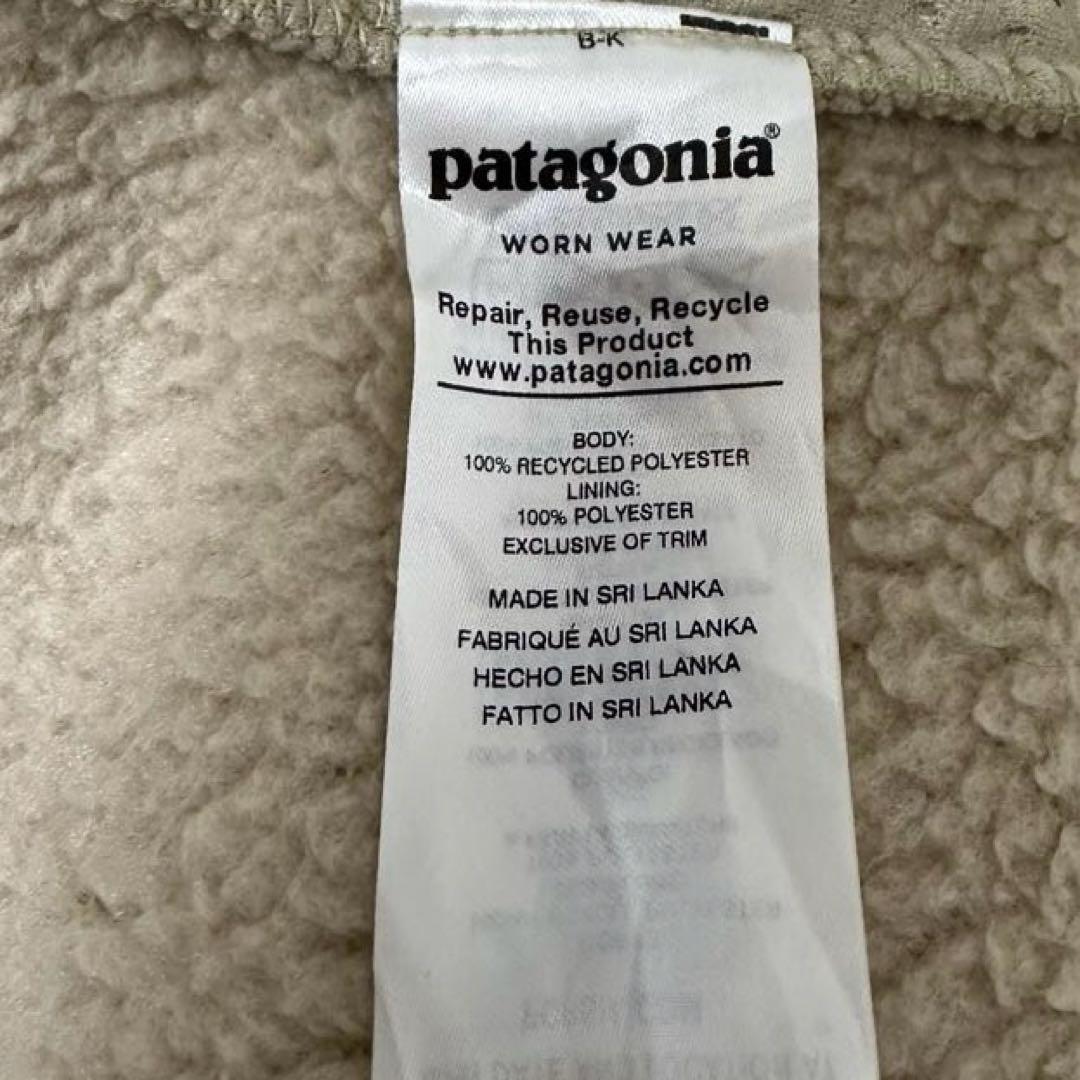 B-K
patagonia®
WORN WEAR
Repair, Reuse, Recycle
This Product
www.patagonia.com
BODY:
100% RECYCLED POLYESTER
LINING:
100% POLYESTER
EXCLUSIVE OF TRIM
MADE IN SRI LANKA
FABRIQUÉ AU SRI LANKA
HECHO EN SRI LANKA
FATTO IN SRI LANKA